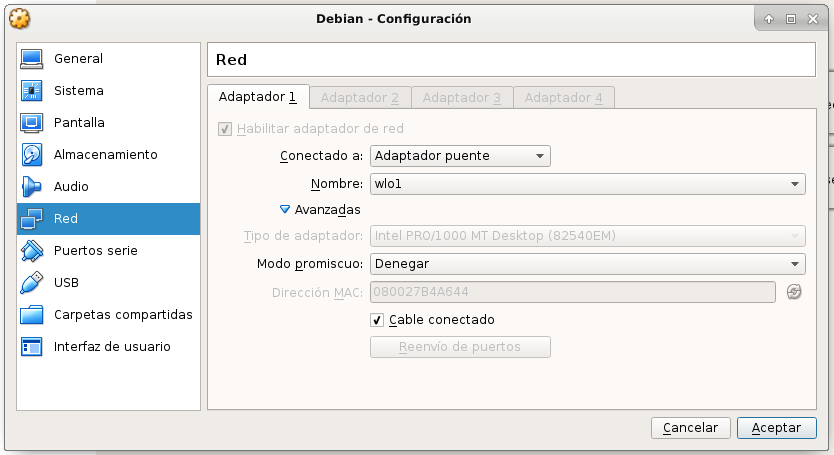 Debian - Configuración
General
Sistema
Pantalla
Almacenamiento
Audio
Red
Puertos serie
USB
Carpetas compartidas
Interfaz de usuario
Red
Adaptador 1 Adaptador 2 Adaptador 3 Adaptador 4
Habilitar adaptador de red
Conectado a: Adaptador puente
Nombre: wlo1
Avanzadas
Tipo de adaptador: Intel PRO/1000 MT Desktop (82540EM)
Modo promiscuo: Denegar
Dirección MAC: 080027B4A644
Cable conectado
Reenvío de puertos
Cancelar Aceptar